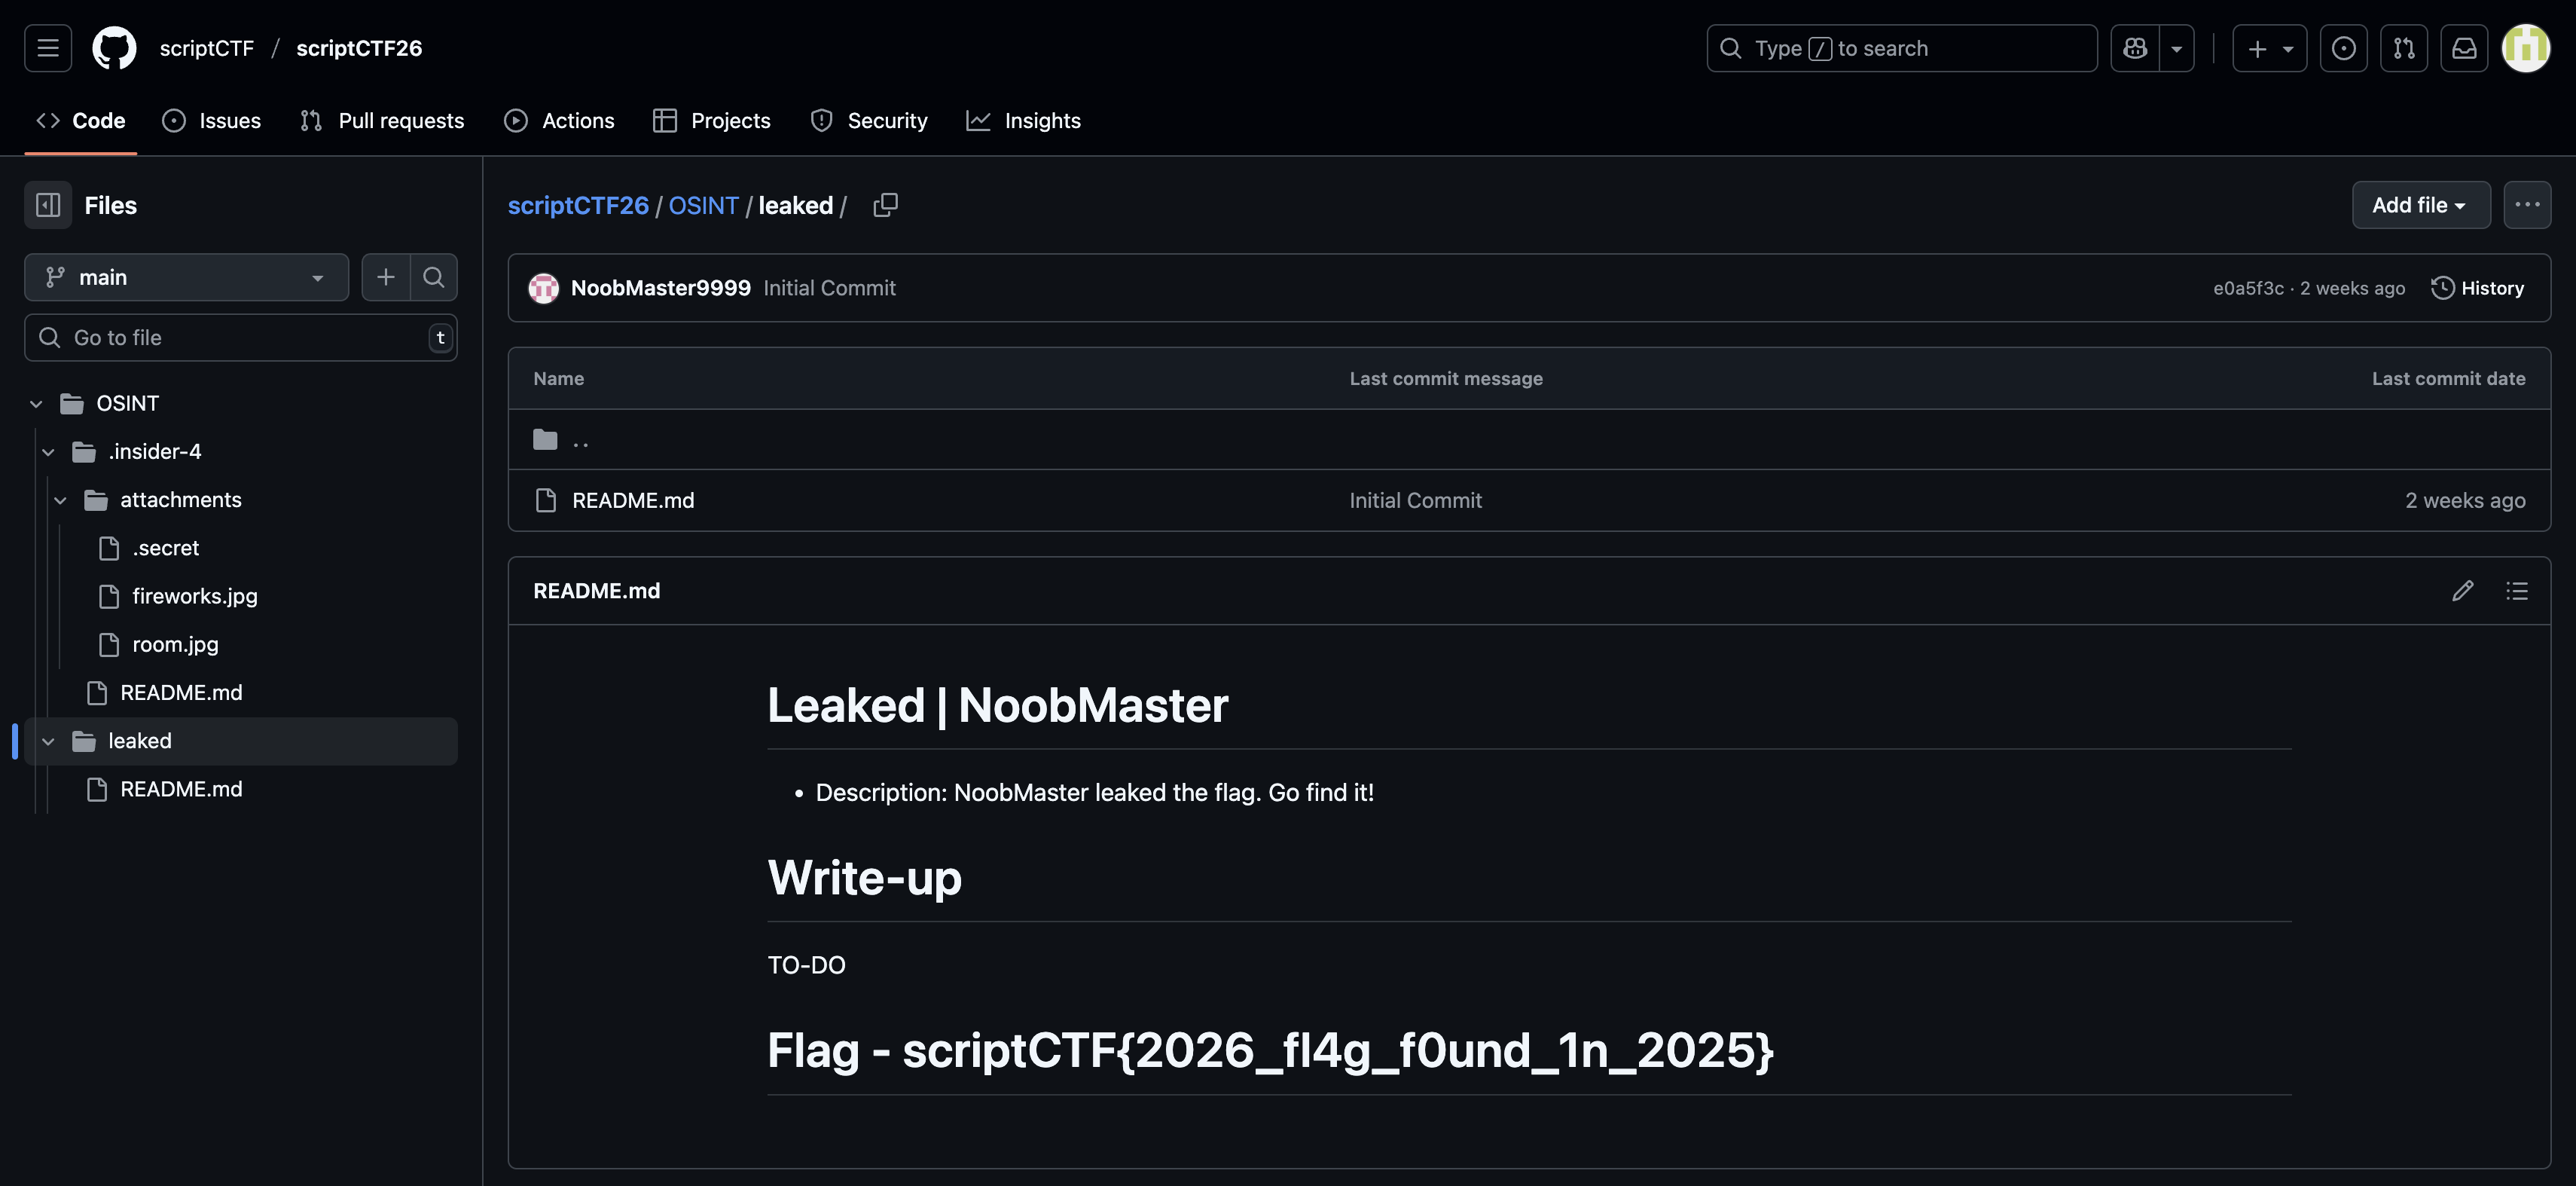 scriptCTF / scriptCTF26
Type / to search
Code Issues Pull requests Actions Projects Security Insights
Files
main
Go to file t
OSINT
.insider-4
attachments
.secret
fireworks.jpg
room.jpg
README.md
leaked
README.md
scriptCTF26 / OSINT / leaked /
Add file
NoobMaster9999 Initial Commit e0a5f3c · 2 weeks ago History
Name Last commit message Last commit date
..
README.md Initial Commit 2 weeks ago
README.md
Leaked | NoobMaster
• Description: NoobMaster leaked the flag. Go find it!
Write-up
TO-DO
Flag - scriptCTF{2026_fl4g_f0und_1n_2025}